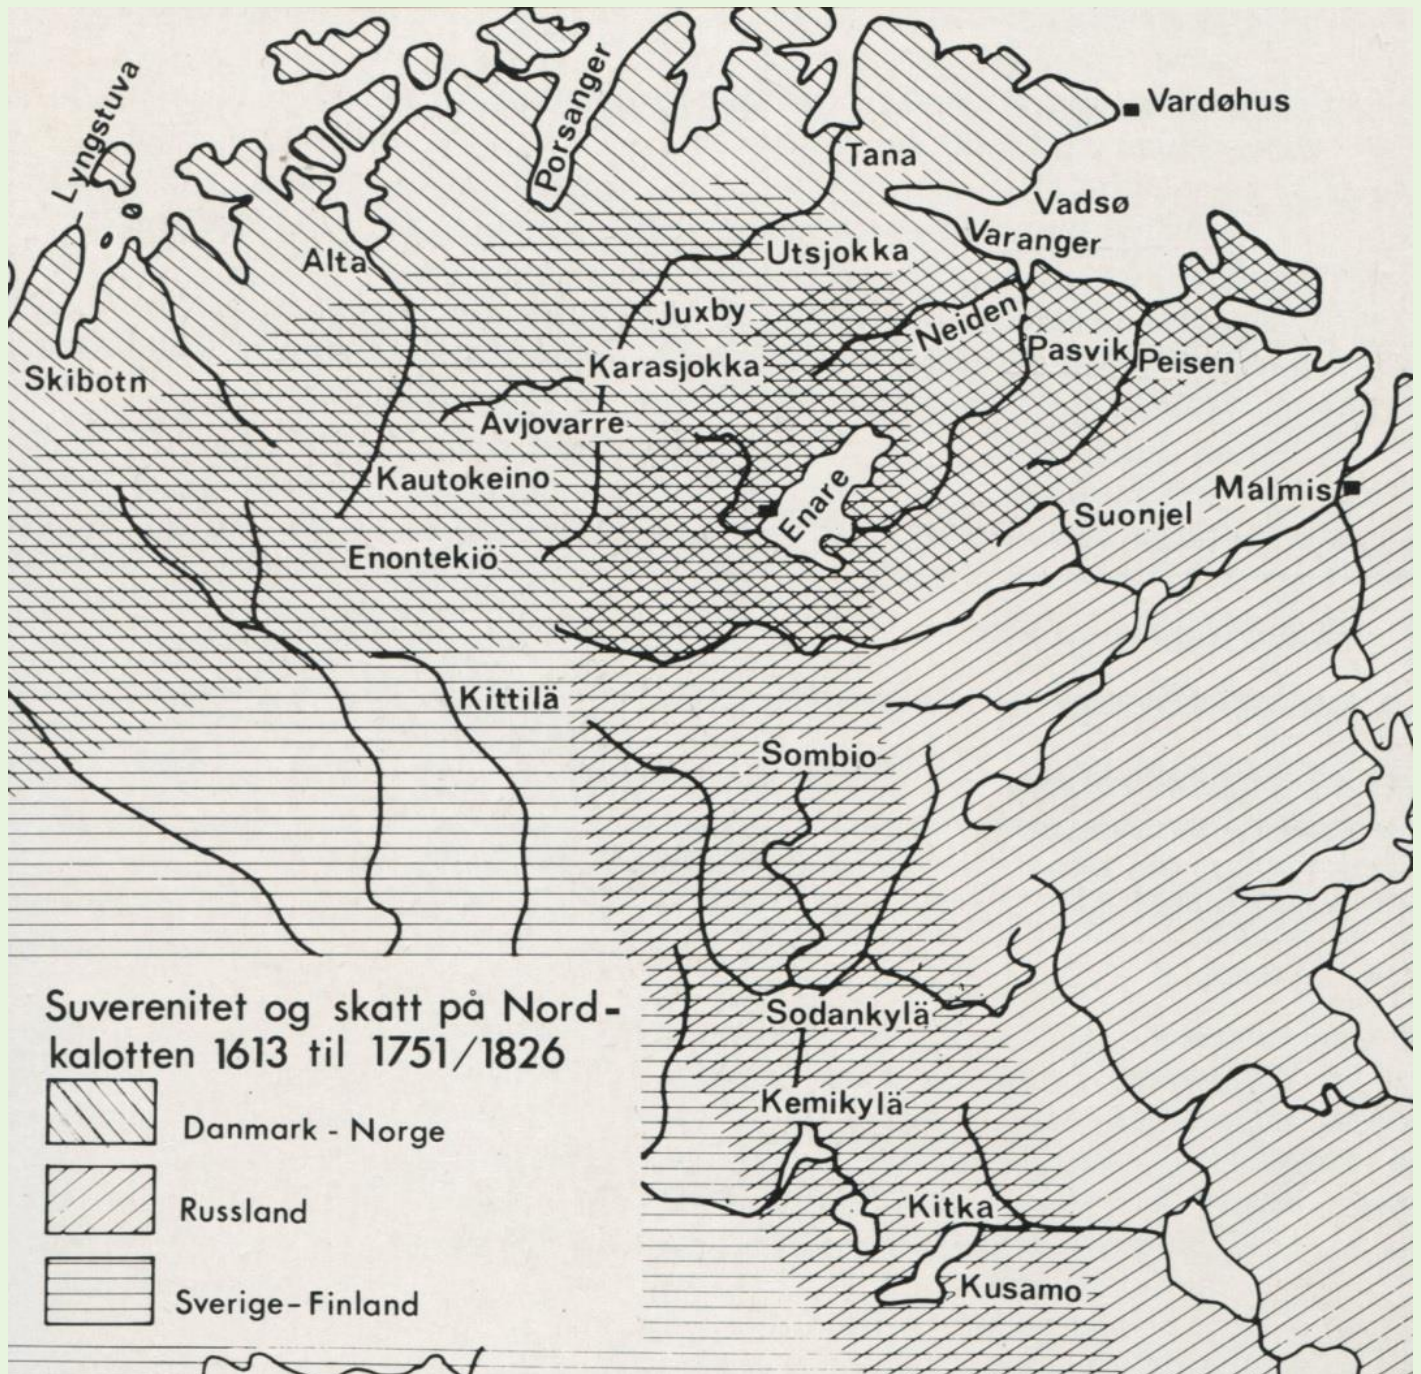 Lyngstuva
Porsanger
Vardøhus
Tana
Vadsø
Varanger
Alta
Utsjokka
Juxby
Neiden
Pasvik
Peisen
Skibotn
Karasjokka
Avjovarre
Kautokeino
Enare
Malmis
Suonjel
Enontekiö
Kittilä
Sombio
Sodankylä
Kemikylä
Kitka
Kusamo
Suverenitet og skatt på Nord-
kalotten 1613 til 1751/1826
Danmark - Norge
Russland
Sverige-Finland